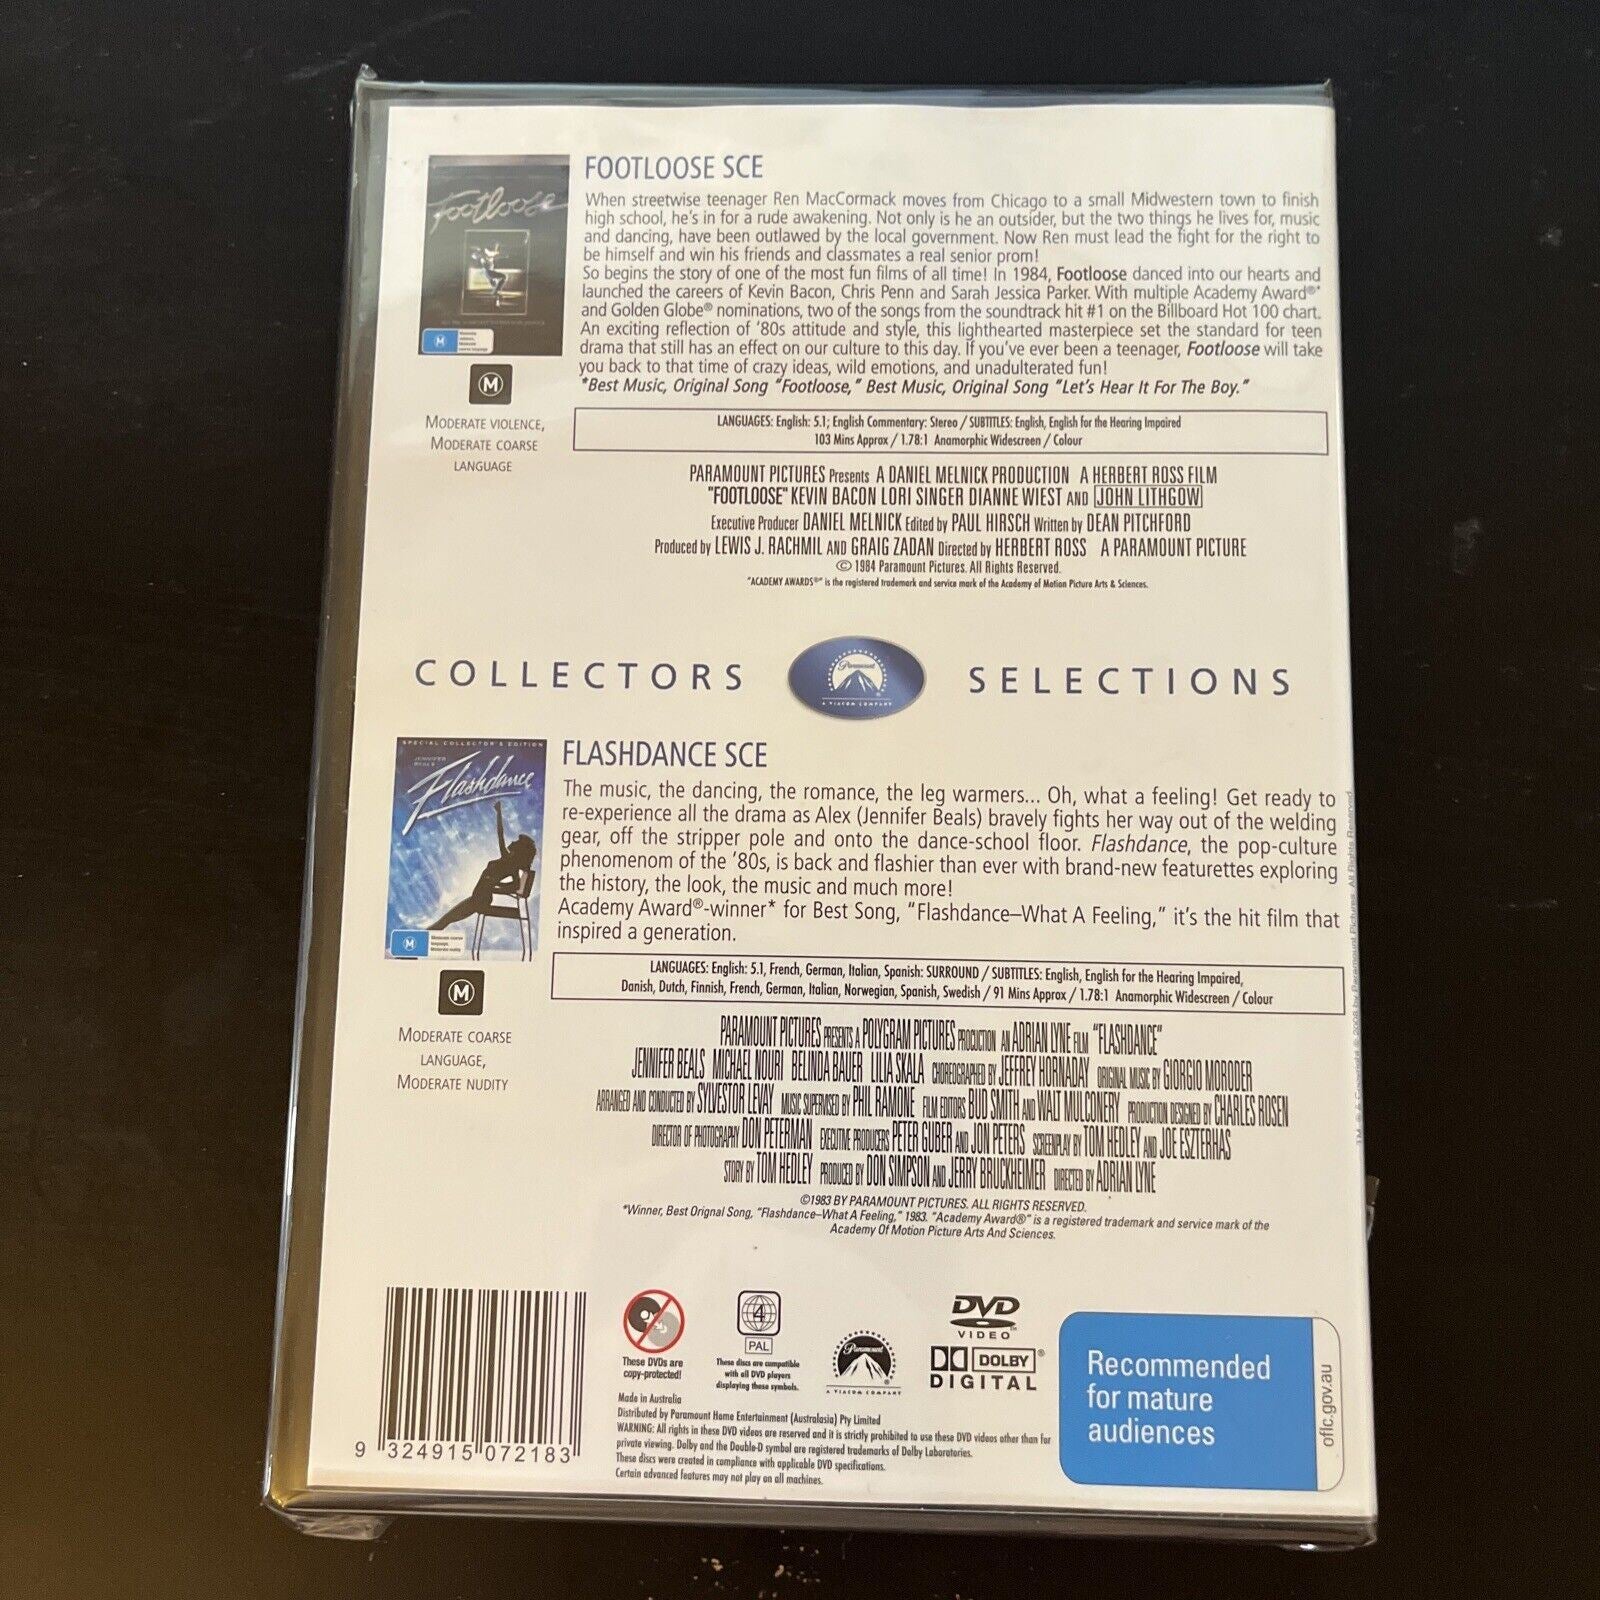 Footloose
FOOTLOOSE SCE
When streetwise teenager Ren MacCormack moves from Chicago to a small Midwestern town to finish
high school, he's in for a rude awakening. Not only is he an outsider, but the two things he lives for, music
and dancing, have been outlawed by the local government. Now Ren must lead the fight for the right to
be himself and win his friends and classmates a real senior prom!
So begins the story of one of the most fun films of all time! In 1984, Footloose danced into our hearts and
launched the careers of Kevin Bacon, Chris Penn and Sarah Jessica Parker. With multiple Academy Award®*
and Golden Globe® nominations, two of the songs from the soundtrack hit #1 on the Billboard Hot 100 chart.
An exciting reflection of '80s attitude and style, this lighthearted masterpiece set the standard for teen
drama that still has an effect on our culture to this day. If you've ever been a teenager, Footloose will take
you back to that time of crazy ideas, wild emotions, and unadulterated fun!
*Best Music, Original Song "Footloose," Best Music, Original Song "Let's Hear It For The Boy."
M
M
MODERATE VIOLENCE,
MODERATE COARSE
LANGUAGE
LANGUAGES: English: 5.1; English Commentary: Stereo / SUBTITLES: English, English for the Hearing Impaired
103 Mins Approx / 1.78:1 Anamorphic Widescreen / Colour
PARAMOUNT PICTURES Presents A DANIEL MELNICK PRODUCTION A HERBERT ROSS FILM
"FOOTLOOSE" KEVIN BACON LORI SINGER DIANNE WIEST AND JOHN LITHGOW
Executive Producer DANIEL MELNICK Edited by PAUL HIRSCH Written by DEAN PITCHFORD
Produced by LEWIS J. RACHMIL AND GRAIG ZADAN Directed by HERBERT ROSS A PARAMOUNT PICTURE
© 1984 Paramount Pictures. All Rights Reserved.
"ACADEMY AWARDS®" is the registered trademark and service mark of the Academy of Motion Picture Arts & Sciences.
COLLECTORS Paramount SELECTIONS
A VIACOM COMPANY
SPECIAL COLLECTOR'S EDITION
JENNIFER
BEALS
Flashdance
M
FLASHDANCE SCE
The music, the dancing, the romance, the leg warmers... Oh, what a feeling! Get ready to
re-experience all the drama as Alex (Jennifer Beals) bravely fights her way out of the welding
gear, off the stripper pole and onto the dance-school floor. Flashdance, the pop-culture
phenomenon of the '80s, is back and flashier than ever with brand-new featurettes exploring
the history, the look, the music and much more!
Academy Award®-winner* for Best Song, "Flashdance–What A Feeling," it's the hit film that
inspired a generation.
M
MODERATE COARSE
LANGUAGE,
MODERATE NUDITY
LANGUAGES: English: 5.1, French, German, Italian, Spanish: SURROUND / SUBTITLES: English, English for the Hearing Impaired,
Danish, Dutch, Finnish, French, German, Italian, Norwegian, Spanish, Swedish / 91 Mins Approx / 1.78:1 Anamorphic Widescreen / Colour
PARAMOUNT PICTURES PRESENTS A POLYGRAM PICTURES PRODUCTION AN ADRIAN LYNE FILM "FLASHDANCE"
JENNIFER BEALS MICHAEL NOURI BELINDA BAUER LILIA SKALA CHOREOGRAPHED BY JEFFREY HORNADAY ORIGINAL MUSIC BY GIORGIO MORODER
ARRANGED AND CONDUCTED BY SYLVESTOR LEVAY MUSIC SUPERVISED BY PHIL RAMONE FILM EDITORS BUD SMITH AND WALT MULCONERY PRODUCTION DESIGNED BY CHARLES ROSEN
DIRECTOR OF PHOTOGRAPHY DON PETERMAN EXECUTIVE PRODUCERS PETER GUBER AND JON PETERS SCREENPLAY BY TOM HEDLEY AND JOE ESZTERHAS
STORY BY TOM HEDLEY PRODUCED BY DON SIMPSON AND JERRY BRUCKHEIMER DIRECTED BY ADRIAN LYNE
©1983 BY PARAMOUNT PICTURES. ALL RIGHTS RESERVED.
*Winner, Best Orignal Song, "Flashdance–What A Feeling," 1983. "Academy Award®" is a registered trademark and service mark of the
Academy Of Motion Picture Arts And Sciences.
TM ® & Copyright © 2008 by Paramount Pictures. All Rights Reserved
9 324915 072183
These DVDs are
copy-protected!
4
PAL
These discs are compatible
with all DVD players
displaying these symbols.
Paramount
A VIACOM COMPANY
DVD
VIDEO™
DOLBY®
DIGITAL
Made in Australia
Distributed by Paramount Home Entertainment (Australasia) Pty Limited
WARNING: All rights in these DVD videos are reserved and it is strictly prohibited to use these DVD videos other than for
private viewing. Dolby and the Double-D symbol are registered trademarks of Dolby Laboratories.
These discs were created in compliance with applicable DVD specifications.
Certain advanced features may not play on all machines.
Recommended
for mature
audiences
oflc.gov.au